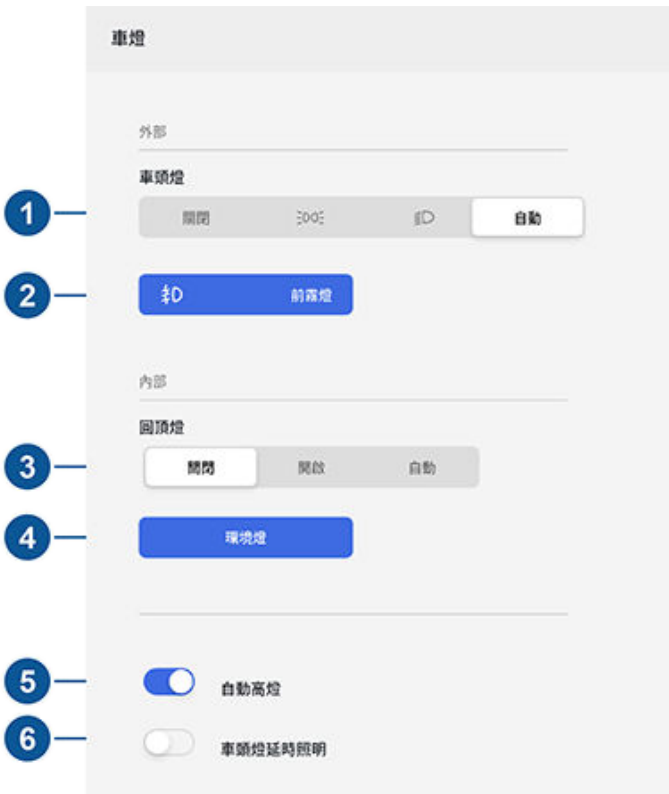 車燈
外部
車頭燈
1 關閉 自動
2 前霧燈
內部
圓頂燈
3 關閉 開啟 自動
4 環境燈
5 自動高燈
6 車頭燈延時照明